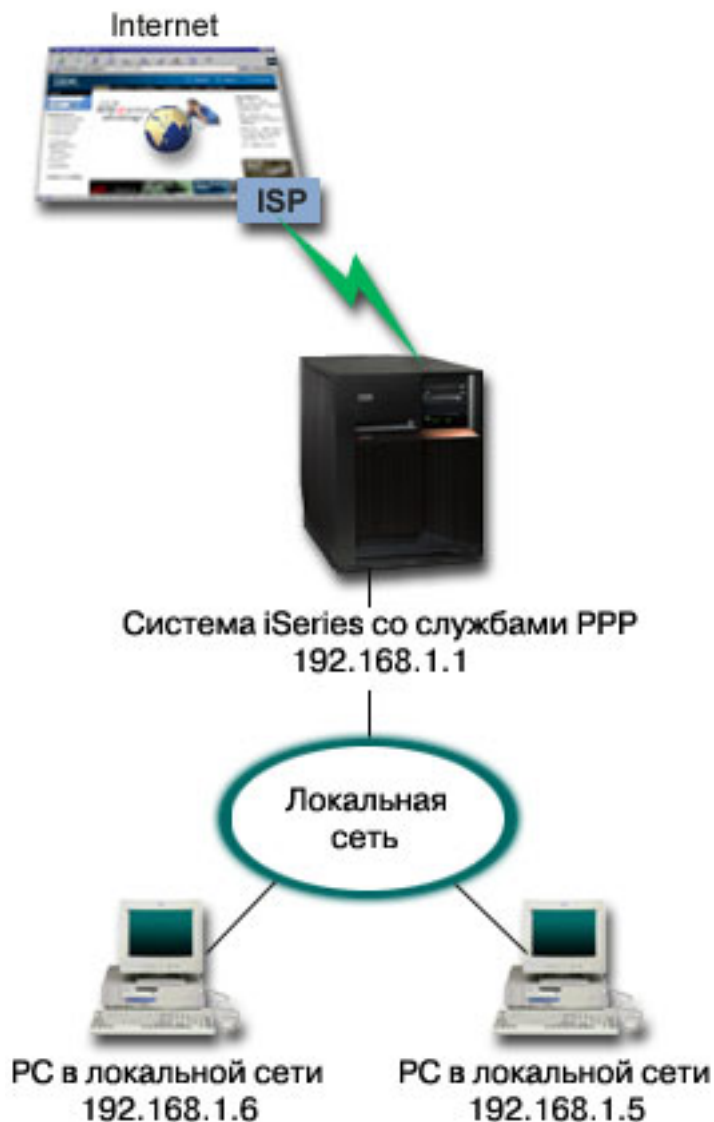 Internet
ISP
Система iSeries со службами PPP
192.168.1.1
Локальная
сеть
PC в локальной сети
192.168.1.6
PC в локальной сети
192.168.1.5